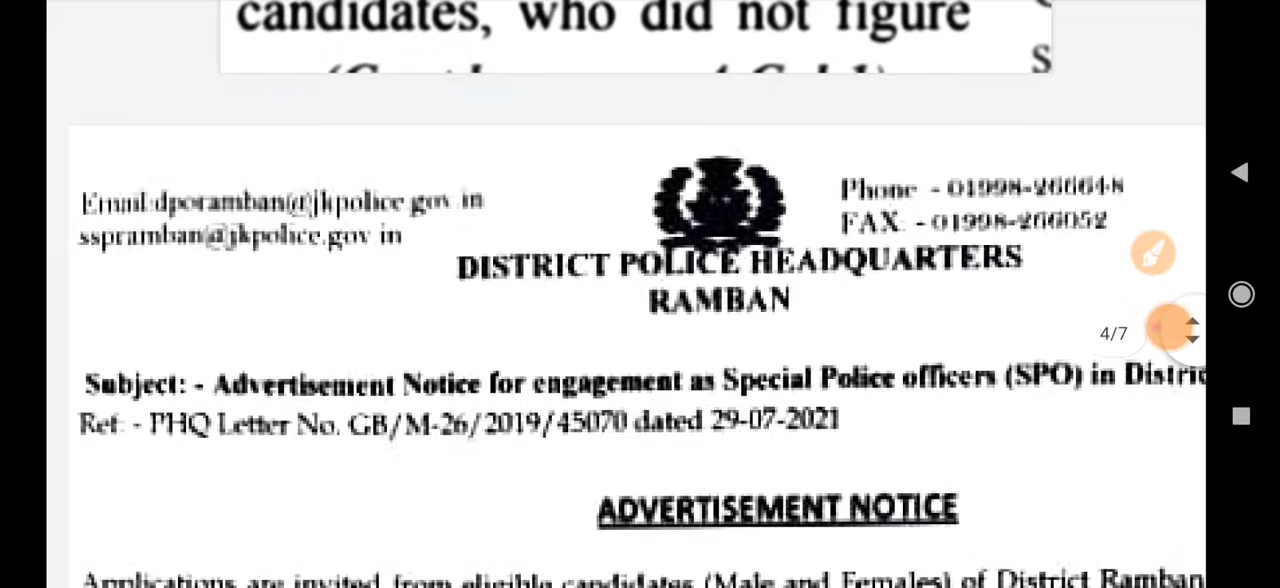 candidates, who did not figure
S
Email:dporamban@jkpolice.gov.in
sspramban@jkpolice.gov in
Phone - 01998-266648
FAX - 01998-266052
DISTRICT POLICE HEADQUARTERS
RAMBAN
4/7
Subject: - Advertisement Notice for engagement as Special Police officers (SPO) in Distric
Ref: - PHQ Letter No. GB/M-26/2019/45070 dated 29-07-2021
ADVERTISEMENT NOTICE
Applications are invited from eligible candidates (Male and Females) of District Ramban